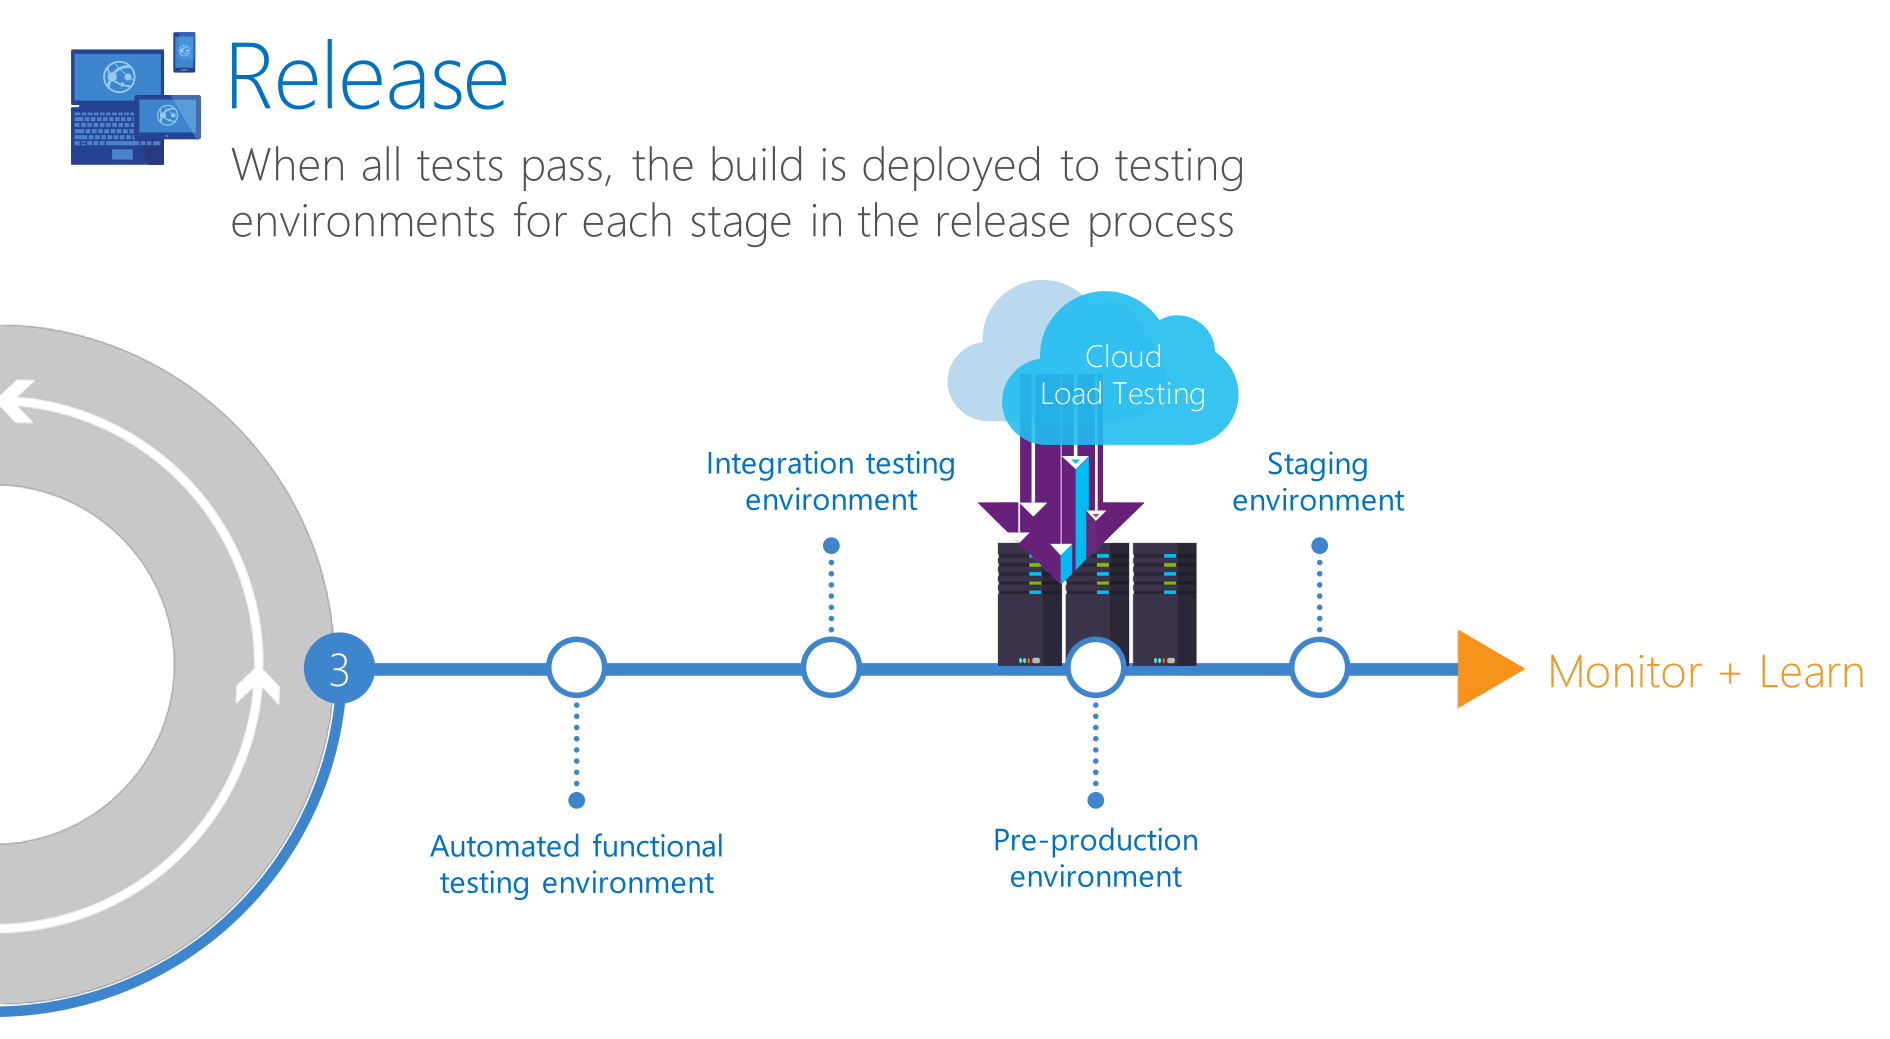 Release
When all tests pass, the build is deployed to testing
environments for each stage in the release process
Cloud
Load Testing
Integration testing
environment
Staging
environment
3
Monitor + Learn
Automated functional
testing environment
Pre-production
environment